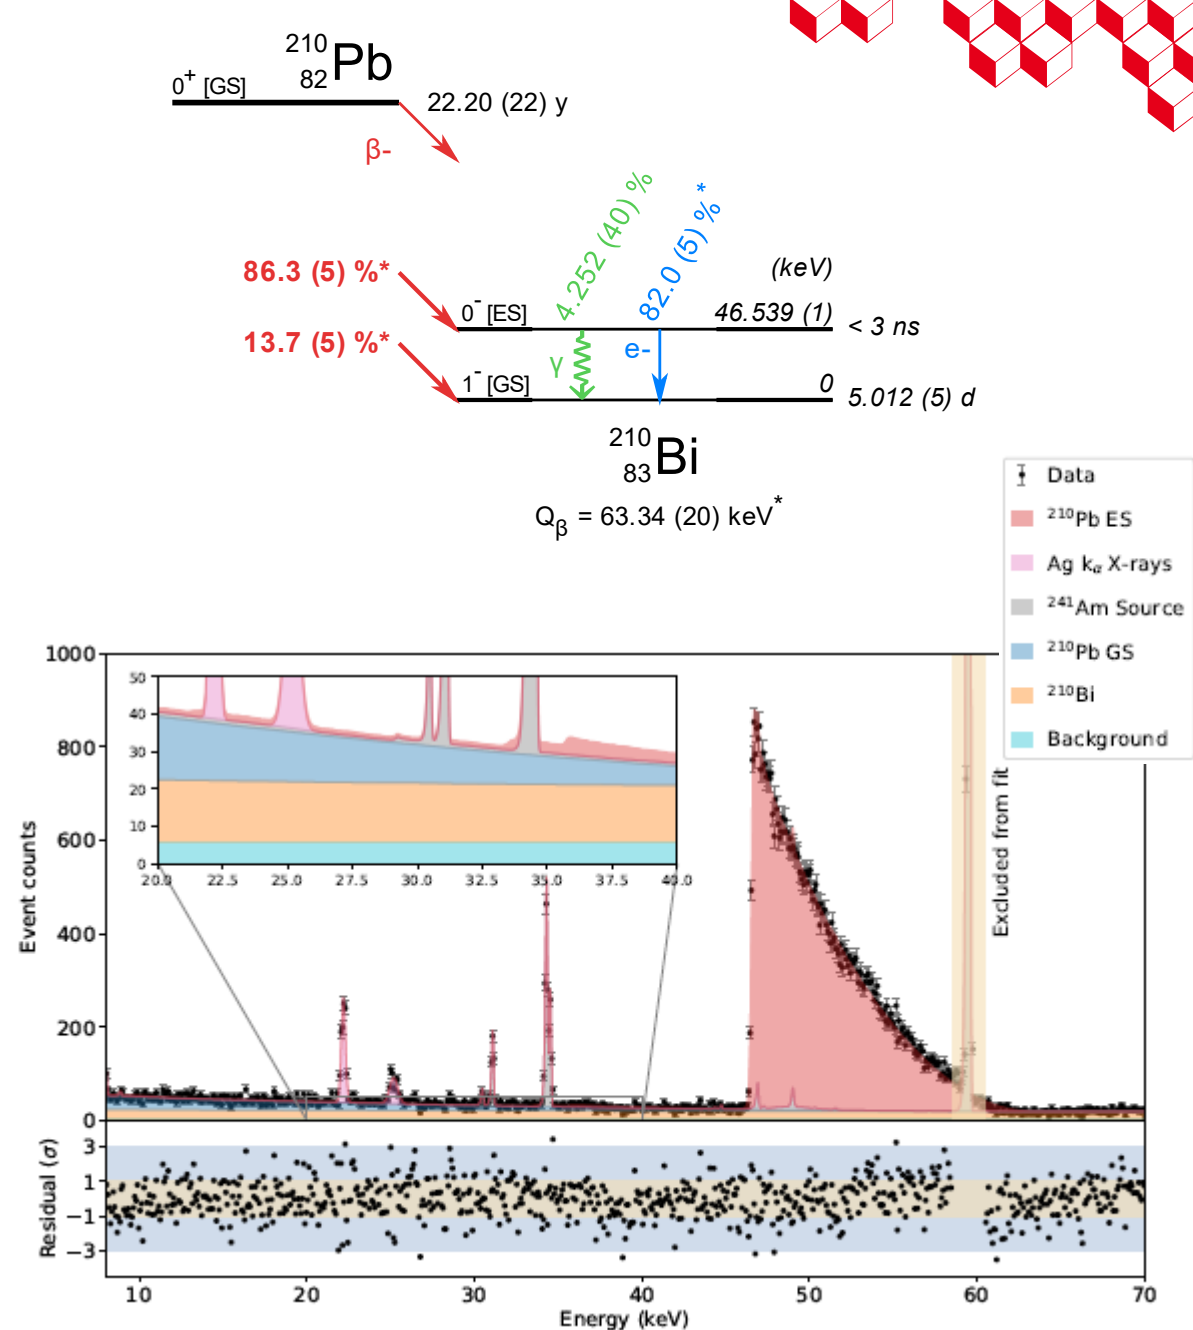 210
82 Pb
0+ [GS]
22.20 (22) y
β-
4.252 (40) %
82.0 (5) % *
86.3 (5) %*
(keV)
0- [ES]
46.539 (1)
< 3 ns
13.7 (5) %*
γ
e-
1- [GS]
0
5.012 (5) d
210
83 Bi
Qβ = 63.34 (20) keV*
Data
210Pb ES
Ag kα X-rays
241Am Source
210Pb GS
210Bi
Background
1000
800
600
400
200
0
Event counts
50
40
30
20
10
0
20.0 22.5 25.0 27.5 30.0 32.5 35.0 37.5 40.0
Excluded from fit
3
1
−1
−3
Residual (σ)
10 20 30 40 50 60 70
Energy (keV)